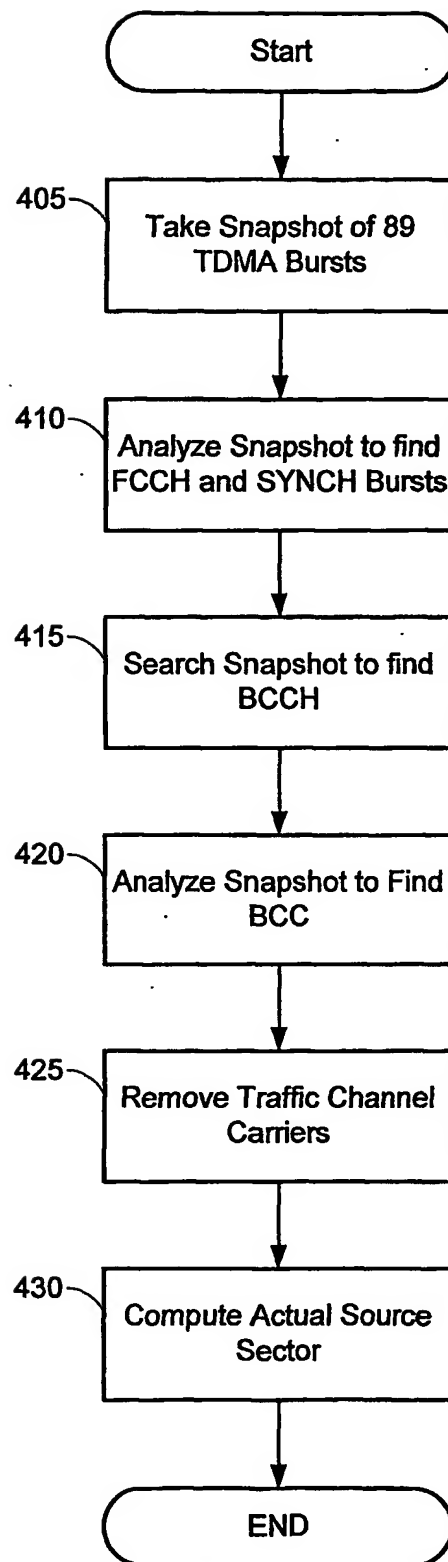 Start
405
Take Snapshot of 89
TDMA Bursts
410
Analyze Snapshot to find
FCCH and SYNCH Bursts
415
Search Snapshot to find
BCCH
420
Analyze Snapshot to Find
BCC
425
Remove Traffic Channel
Carriers
430
Compute Actual Source
Sector
END